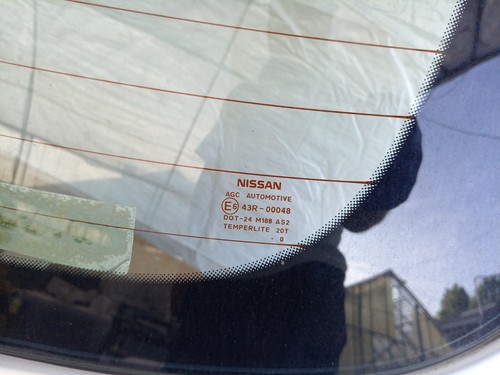 NISSAN
AGC AUTOMOTIVE
E6 43R-00048
DOT-24 M188 AS2
TEMPERLITE 20T
. 0